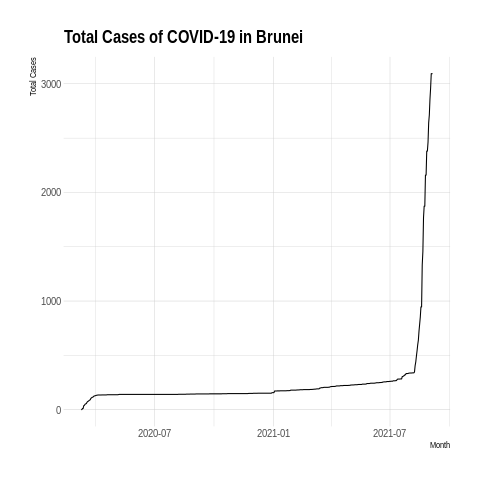 Total Cases of COVID-19 in Brunei
Total Cases
3000
2000
1000
0
2020-07
2021-01
2021-07
Month